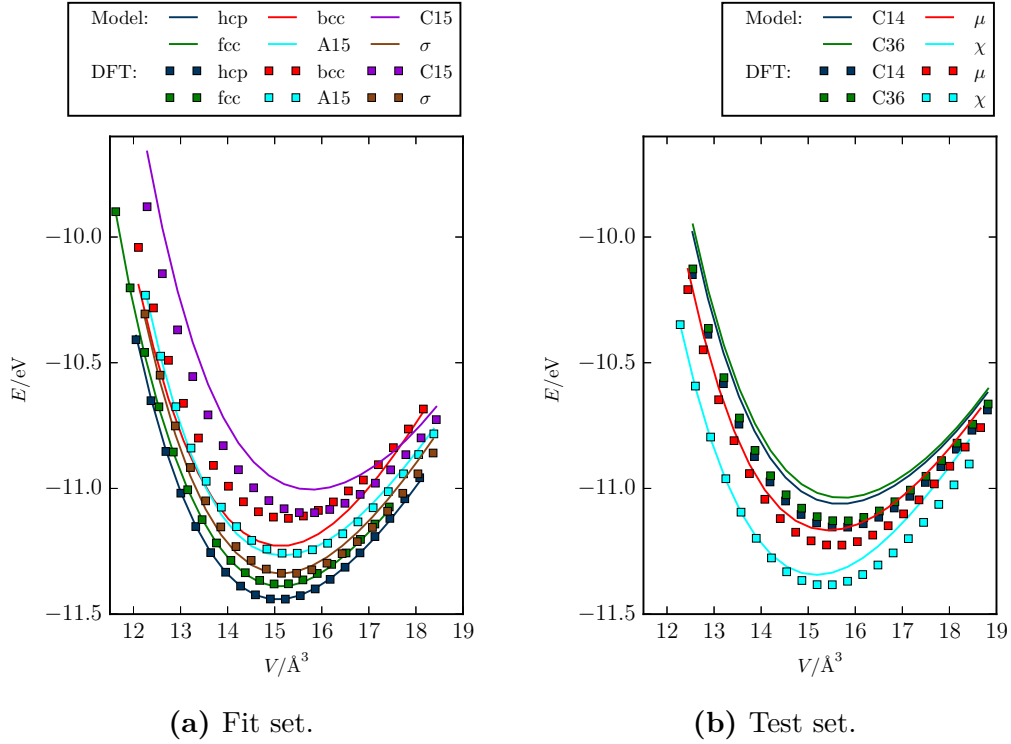 Model: hcp bcc C15
fcc A15 σ
DFT: hcp bcc C15
fcc A15 σ
Model: C14 μ
C36 χ
DFT: C14 μ
C36 χ
−10.0
−10.5
−11.0
−11.5
E/eV
12 13 14 15 16 17 18 19
V/Å³
(a) Fit set.
−10.0
−10.5
−11.0
−11.5
E/eV
12 13 14 15 16 17 18 19
V/Å³
(b) Test set.